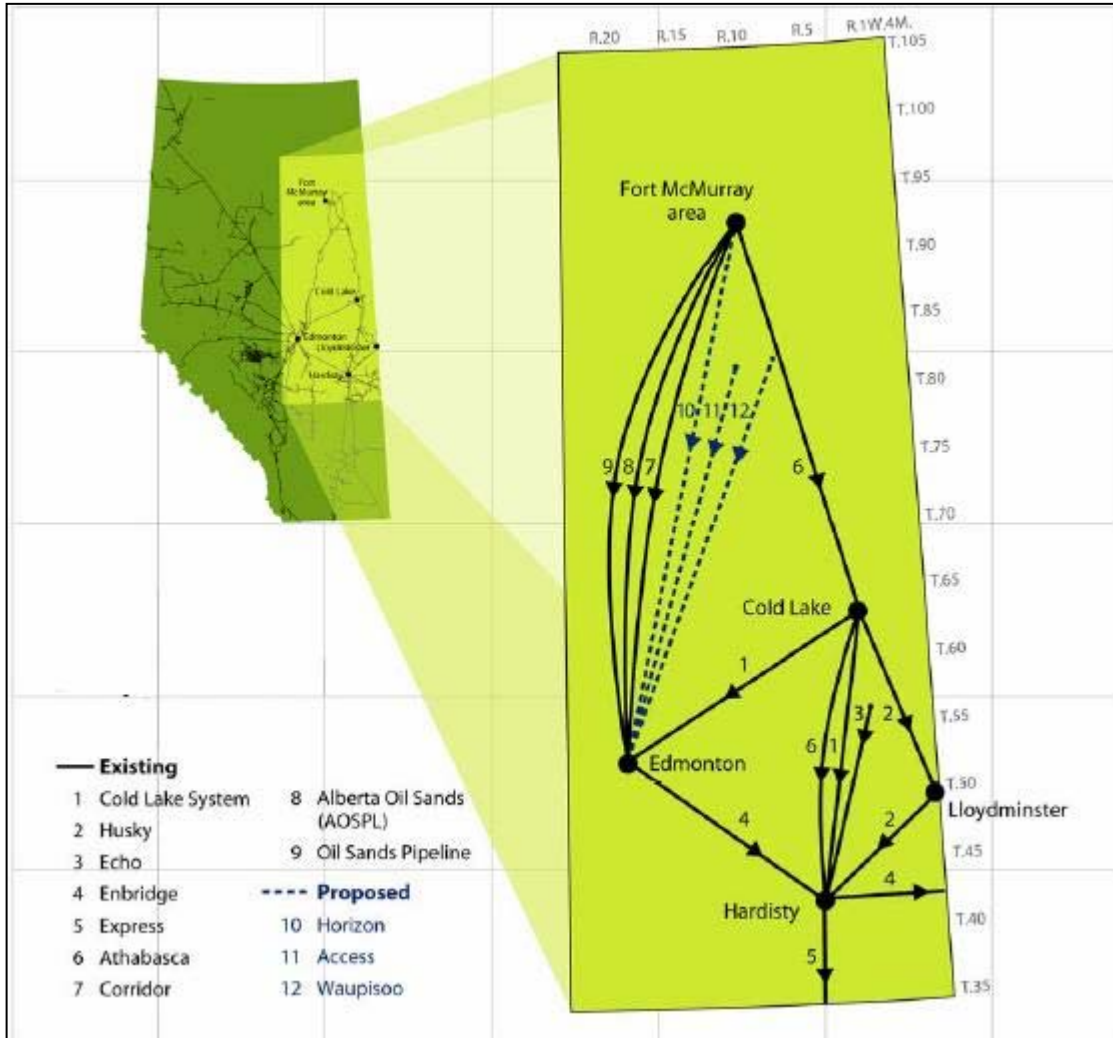 R.20 R.15 R.10 R.5 R.1W.4M.
T.105
T.100
T.95
T.90
T.85
T.80
T.75
T.70
T.65
T.60
T.55
T.50
T.45
T.40
T.35
Fort
McMurray
area
Cold Lake
Edmonton
Lloydminster
Hardisty
Fort McMurray
area
10 11 12
9 8 7
6
Cold Lake
1
3 2
6 1
Edmonton
Lloydminster
4
2
4
Hardisty
5
Existing
1 Cold Lake System
2 Husky
3 Echo
4 Enbridge
5 Express
6 Athabasca
7 Corridor
8 Alberta Oil Sands
(AOSPL)
9 Oil Sands Pipeline
Proposed
10 Horizon
11 Access
12 Waupisoo